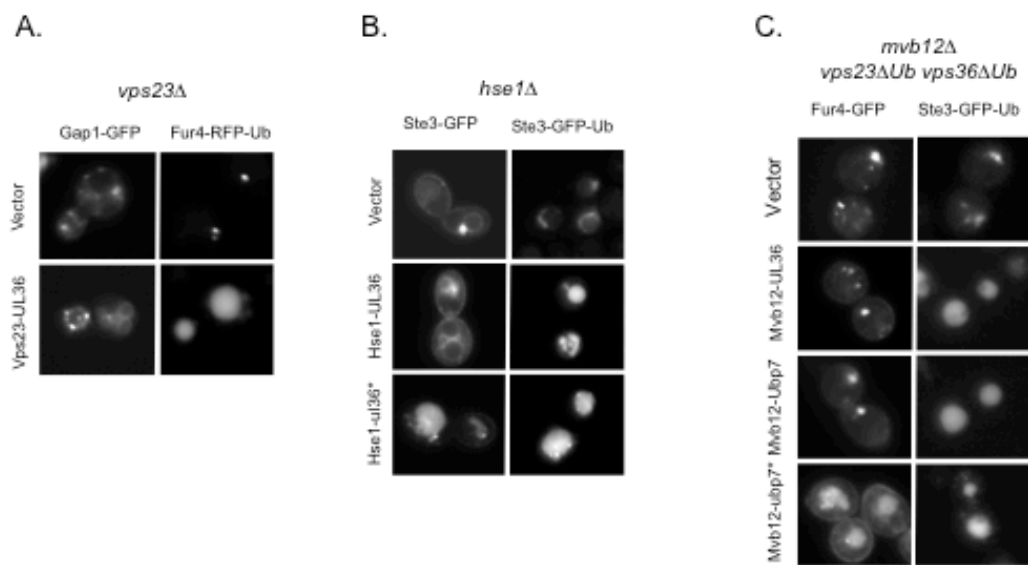 A.
vps23Δ
Gap1-GFP Fur4-RFP-Ub
Vector
Vps23-UL36
B.
hse1Δ
Ste3-GFP Ste3-GFP-Ub
Vector
Hse1-UL36
Hse1-ul36*
C.
mvb12Δ
vps23ΔUb vps36ΔUb
Fur4-GFP Ste3-GFP-Ub
Vector
Mvb12-UL36
Mvb12-Ubp7
Mvb12-ubp7*